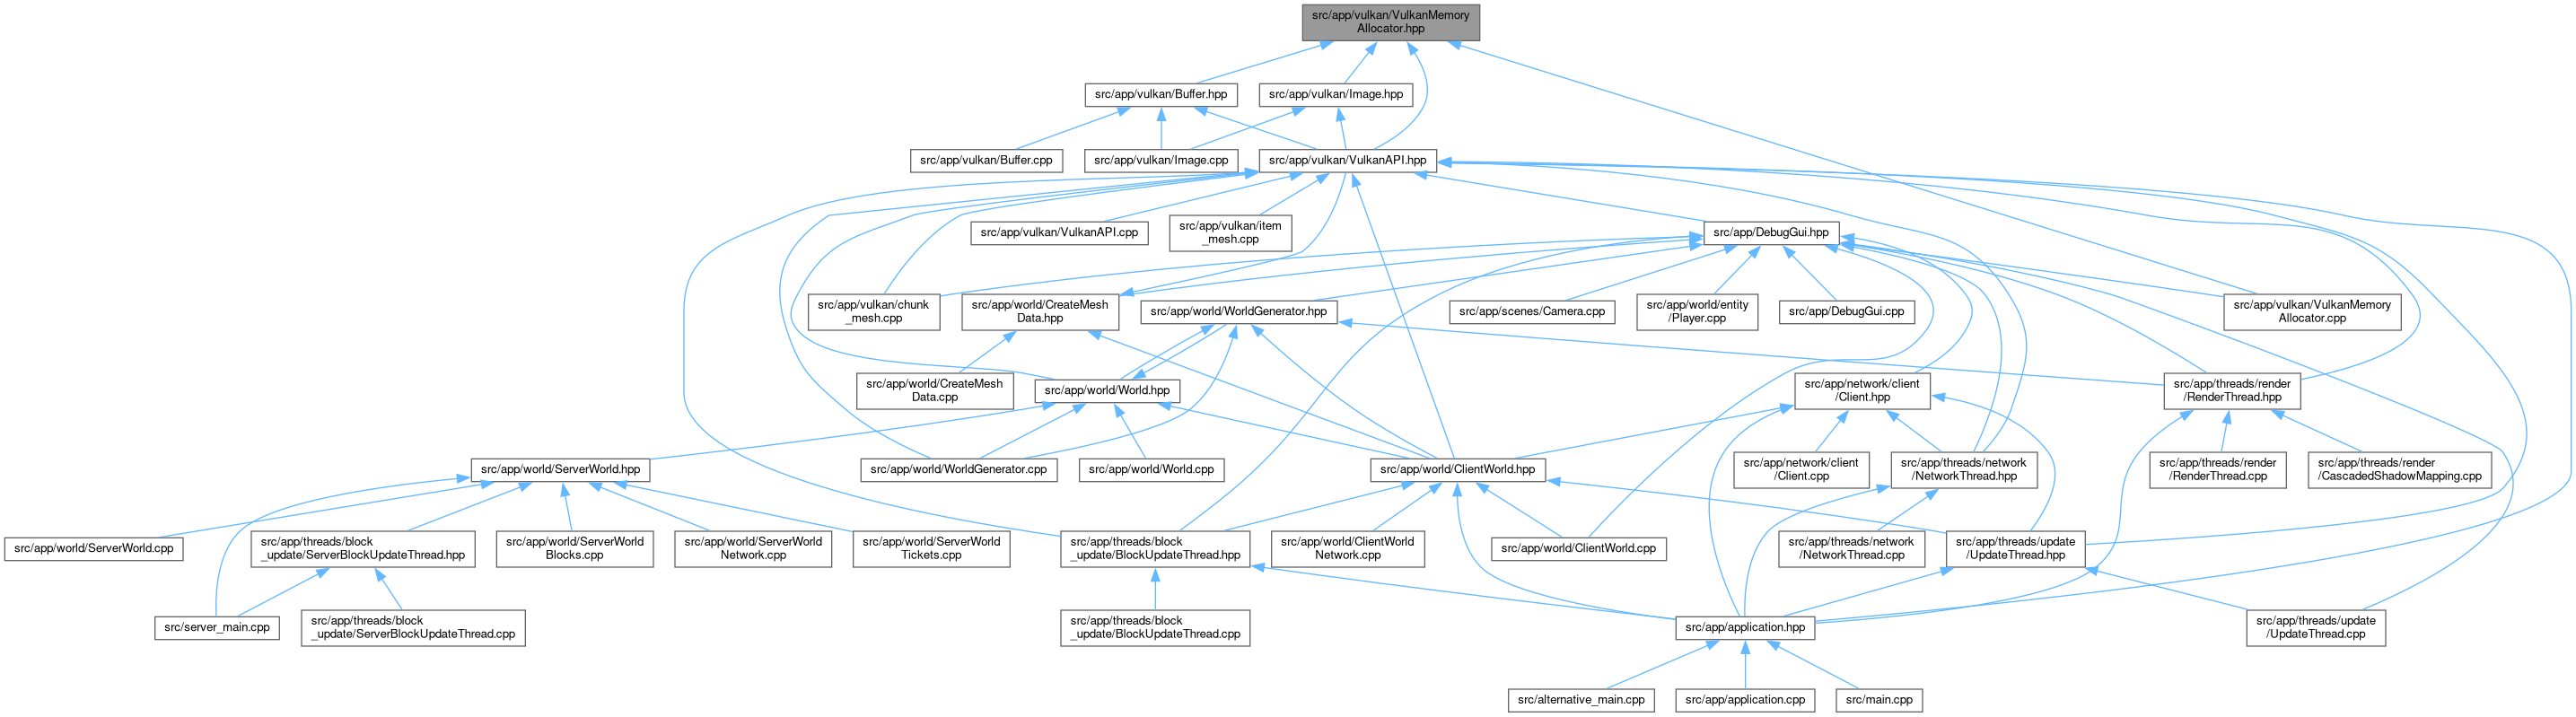 src/app/vulkan/VulkanMemory
Allocator.hpp
src/app/vulkan/Buffer.hpp
src/app/vulkan/Image.hpp
src/app/vulkan/Buffer.cpp
src/app/vulkan/Image.cpp
src/app/vulkan/VulkanAPI.hpp
src/app/vulkan/VulkanAPI.cpp
src/app/vulkan/item
_mesh.cpp
src/app/DebugGui.hpp
src/app/vulkan/chunk
_mesh.cpp
src/app/world/CreateMesh
Data.hpp
src/app/world/WorldGenerator.hpp
src/app/scenes/Camera.cpp
src/app/world/entity
/Player.cpp
src/app/DebugGui.cpp
src/app/vulkan/VulkanMemory
Allocator.cpp
src/app/world/CreateMesh
Data.cpp
src/app/world/World.hpp
src/app/network/client
/Client.hpp
src/app/threads/render
/RenderThread.hpp
src/app/world/ServerWorld.hpp
src/app/world/WorldGenerator.cpp
src/app/world/World.cpp
src/app/world/ClientWorld.hpp
src/app/network/client
/Client.cpp
src/app/threads/network
/NetworkThread.hpp
src/app/threads/render
/RenderThread.cpp
src/app/threads/render
/CascadedShadowMapping.cpp
src/app/world/ServerWorld.cpp
src/app/threads/block
_update/ServerBlockUpdateThread.hpp
src/app/world/ServerWorld
Blocks.cpp
src/app/world/ServerWorld
Network.cpp
src/app/world/ServerWorld
Tickets.cpp
src/app/threads/block
_update/BlockUpdateThread.hpp
src/app/world/ClientWorld
Network.cpp
src/app/world/ClientWorld.cpp
src/app/threads/network
/NetworkThread.cpp
src/app/threads/update
/UpdateThread.hpp
src/server_main.cpp
src/app/threads/block
_update/ServerBlockUpdateThread.cpp
src/app/threads/block
_update/BlockUpdateThread.cpp
src/app/application.hpp
src/app/threads/update
/UpdateThread.cpp
src/alternative_main.cpp
src/app/application.cpp
src/main.cpp